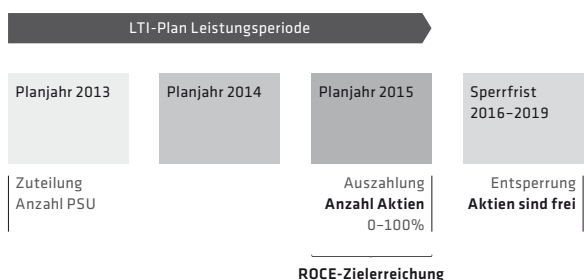 LTI-Plan Leistungsperiode
Planjahr 2013
Planjahr 2014
Planjahr 2015
Sperrfrist
2016–2019
Zuteilung
Anzahl PSU
Auszahlung
Anzahl Aktien
0–100%
Entsperrung
Aktien sind frei
ROCE-Zielerreichung